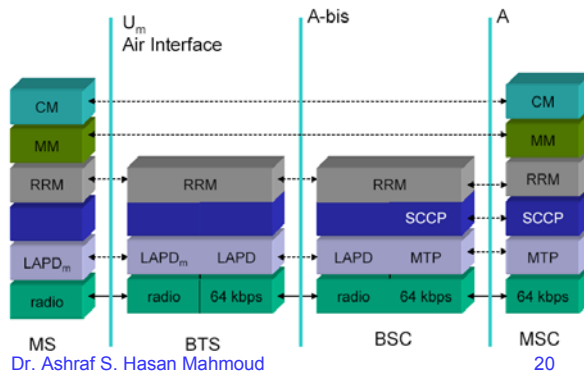 Um A-bis A
Air Interface
CM CM
MM MM
RRM RRM RRM RRM
SCCP SCCP
LAPDm LAPDm LAPD LAPD MTP MTP
radio radio 64 kbps radio 64 kbps 64 kbps
MS BTS BSC MSC
Dr. Ashraf S. Hasan Mahmoud 20